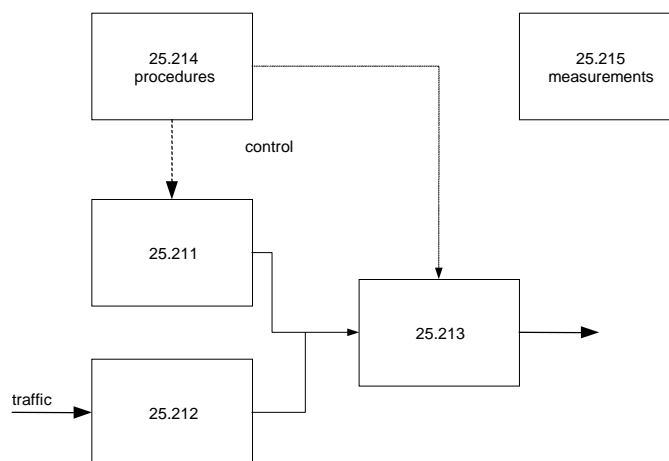 25.214
procedures
25.215
measurements
control
25.211
25.213
traffic
25.212